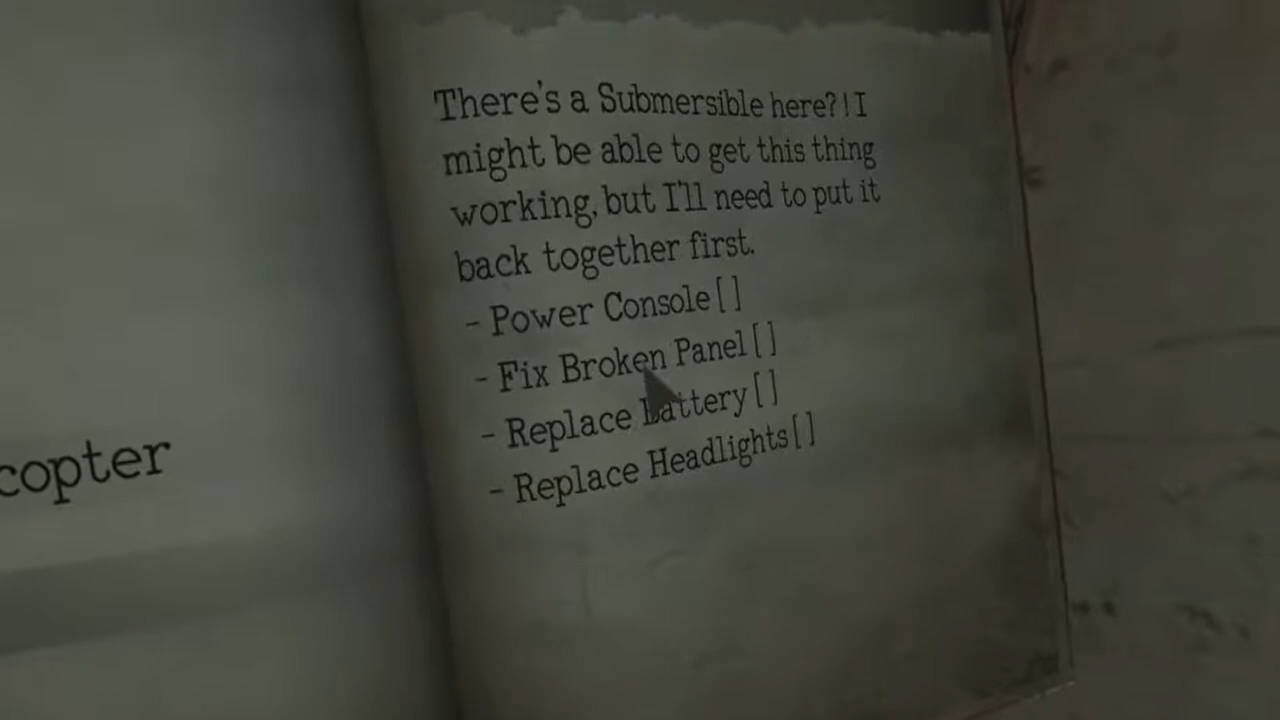 There's a Submersible here?! I
might be able to get this thing
working, but I'll need to put it
back together first.
- Power Console[ ]
- Fix Broken Panel[ ]
- Replace Battery[ ]
- Replace Headlights[ ]
copter